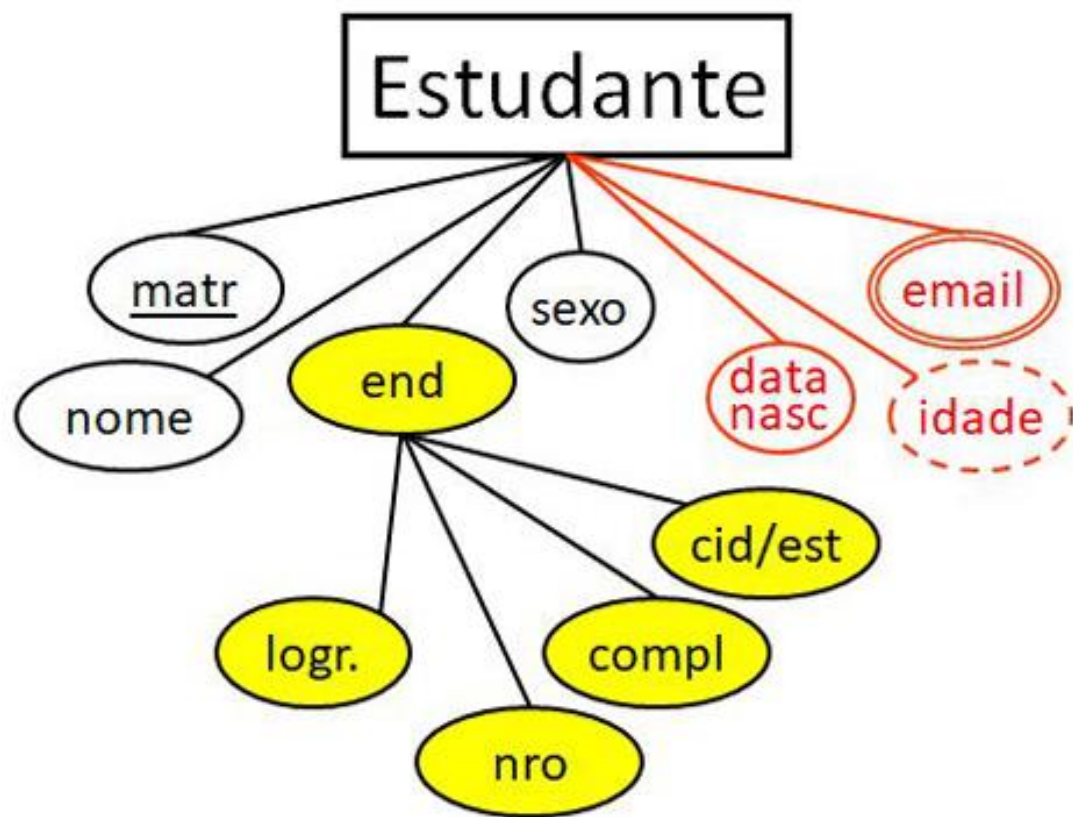 Estudante
matr
nome
end
sexo
data
nasc
email
idade
cid/est
logr.
compl
nro